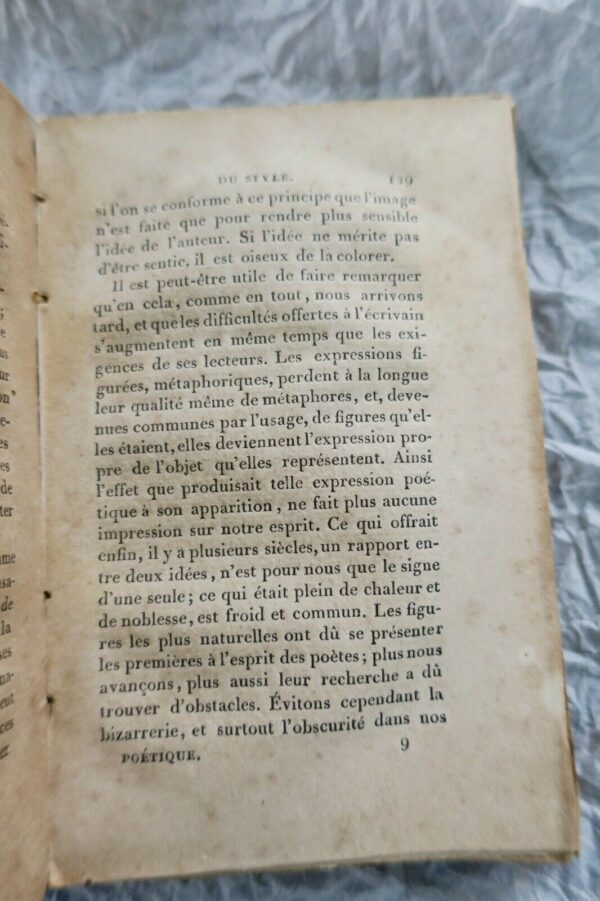 DU STYLE. 129
si l'on se conforme à ce principe que l'image
n'est faite que pour rendre plus sensible
l'idée de l'auteur. Si l'idée ne mérite pas
d'être sentie, il est oiseux de la colorer.
Il est peut-être utile de faire remarquer
qu'en cela, comme en tout, nous arrivons
tard, et que les difficultés offertes à l'écrivain
s'augmentent en même temps que les exi-
gences de ses lecteurs. Les expressions fi-
gurées, métaphoriques, perdent à la longue
leur qualité même de métaphores, et, deve-
nues communes par l'usage, de figures qu'el-
les étaient, elles deviennent l'expression pro-
pre de l'objet qu'elles représentent. Ainsi
l'effet que produisait telle expression poé-
tique à son apparition, ne fait plus aucune
impression sur notre esprit. Ce qui offrait
enfin, il y a plusieurs siècles, un rapport en-
tre deux idées, n'est pour nous que le signe
d'une seule; ce qui était plein de chaleur et
de noblesse, est froid et commun. Les figu-
res les plus naturelles ont dû se présenter
les premières à l'esprit des poètes; plus nous
avançons, plus aussi leur recherche a dû
trouver d'obstacles. Évitons cependant la
bizarrerie, et surtout l'obscurité dans nos
POÉTIQUE. 9